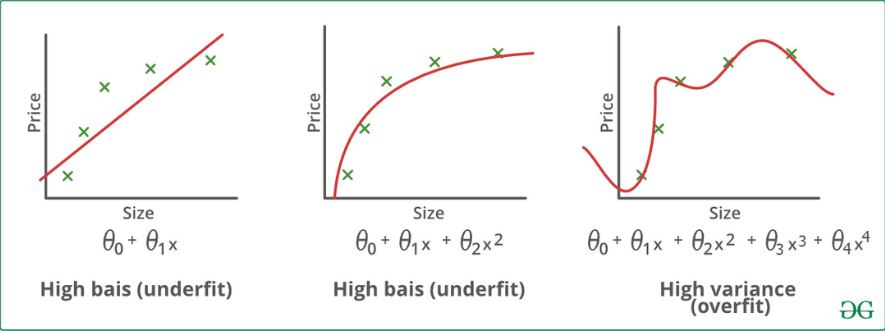 Price
Size
θ0 + θ1x
High bais (underfit)
Price
Size
θ0 + θ1x + θ2x²
High bais (underfit)
Price
Size
θ0 + θ1x + θ2x² + θ3x³ + θ4x⁴
High variance
(overfit)